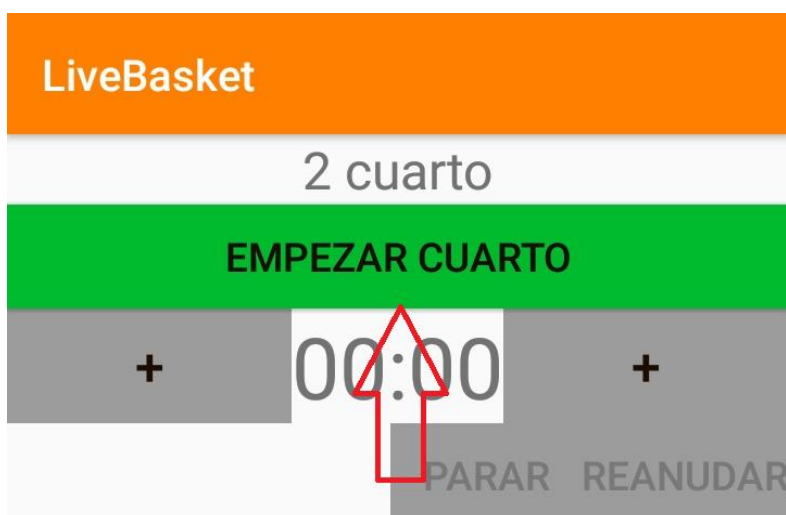 LiveBasket
2 cuarto
EMPEZAR CUARTO
+ 00:00 +
PARAR REANUDAR